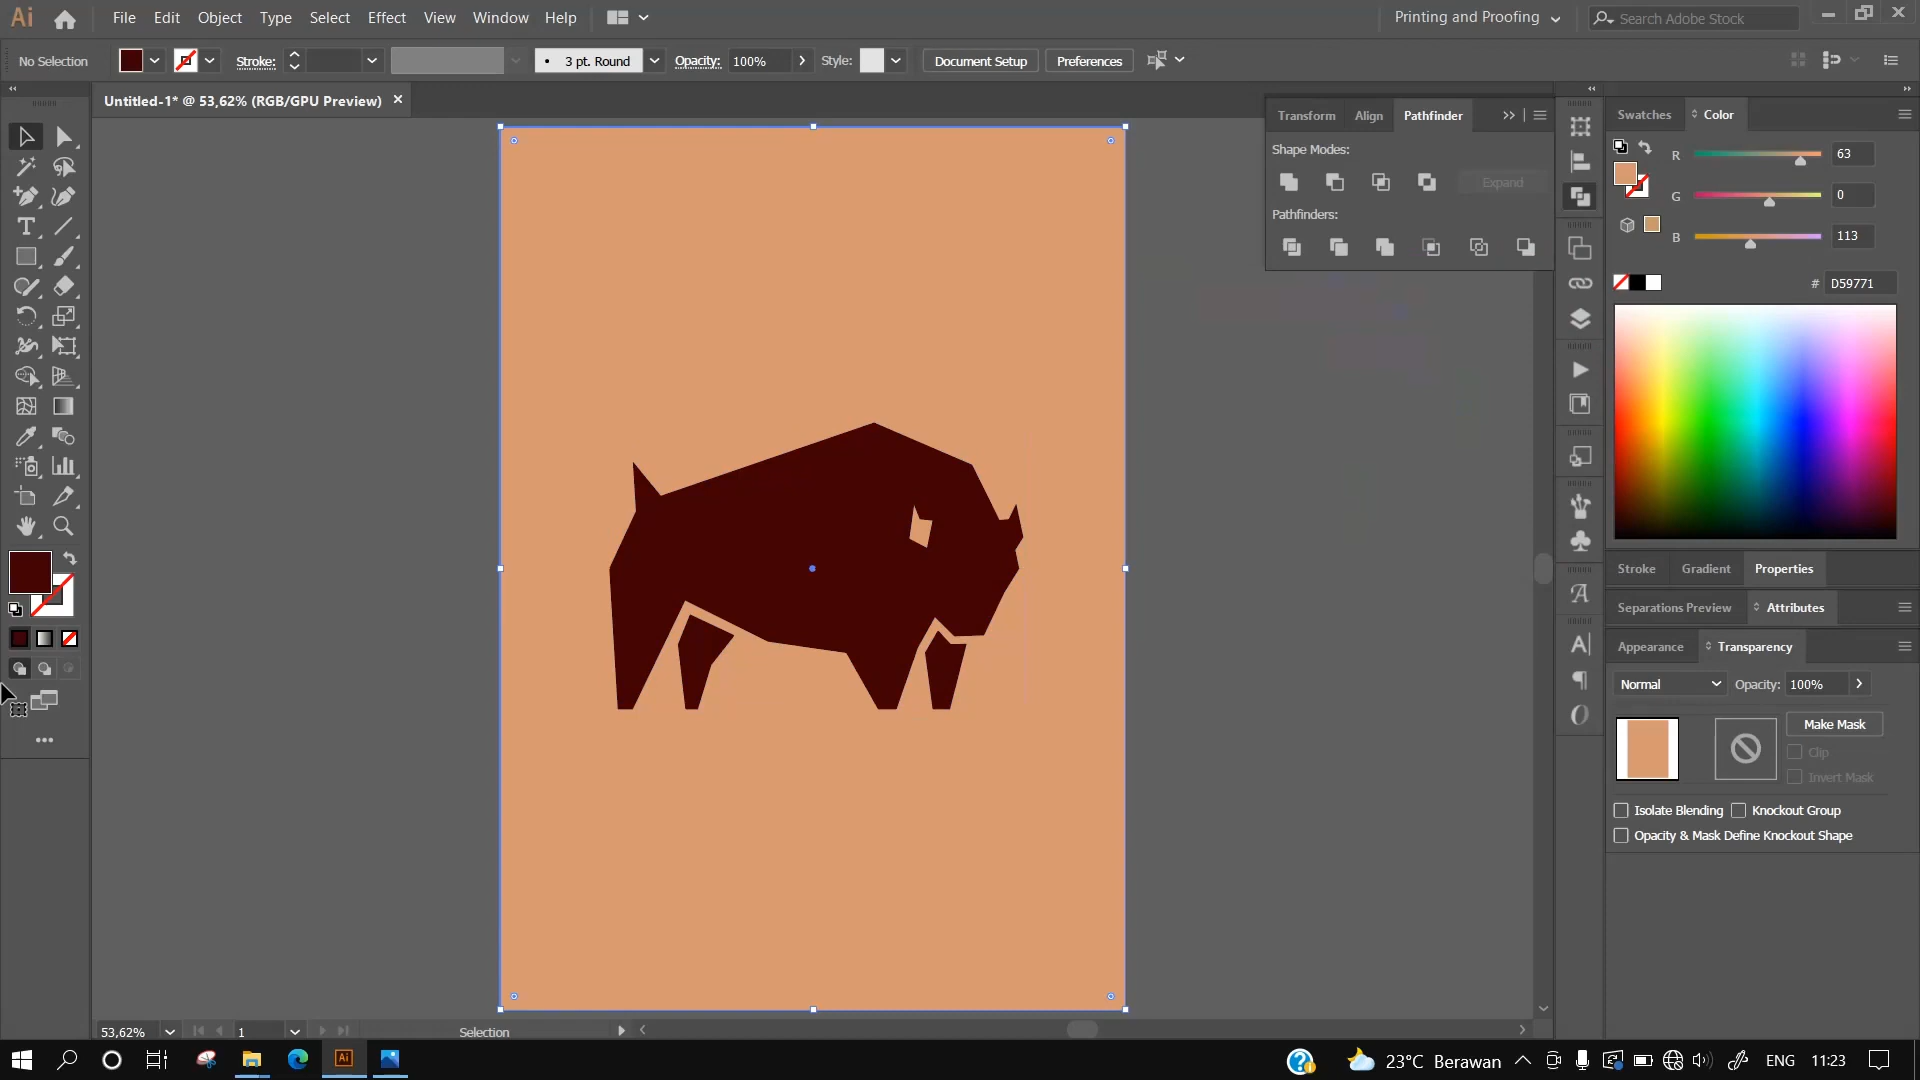 Ai File Edit Object Type Select Effect View Window Help Printing and Proofing Search Adobe Stock
No Selection Stroke: 3 pt. Round Opacity: 100% Style: Document Setup Preferences
Untitled-1* @ 53,62% (RGB/GPU Preview)
Transform Align Pathfinder
Shape Modes:
Expand
Pathfinders:
Swatches Color
R 63
G 0
B 113
# D59771
Stroke Gradient Properties
Separations Preview Attributes
Appearance Transparency
Normal Opacity: 100%
Make Mask
Clip
Invert Mask
Isolate Blending Knockout Group
Opacity & Mask Define Knockout Shape
53,62% 1 Selection
Ai 23°C Berawan ENG 11:23